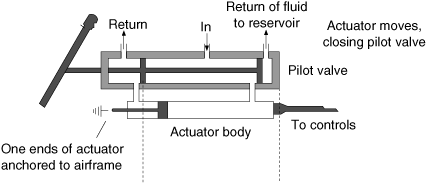 Return
In
Return of fluid
to reservoir
Actuator moves,
closing pilot valve
Pilot valve
Actuator body
To controls
One ends of actuator
anchored to airframe